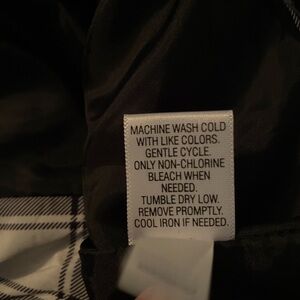 MACHINE WASH COLD
WITH LIKE COLORS.
GENTLE CYCLE.
ONLY NON-CHLORINE
BLEACH WHEN
NEEDED.
TUMBLE DRY LOW.
REMOVE PROMPTLY.
COOL IRON IF NEEDED.